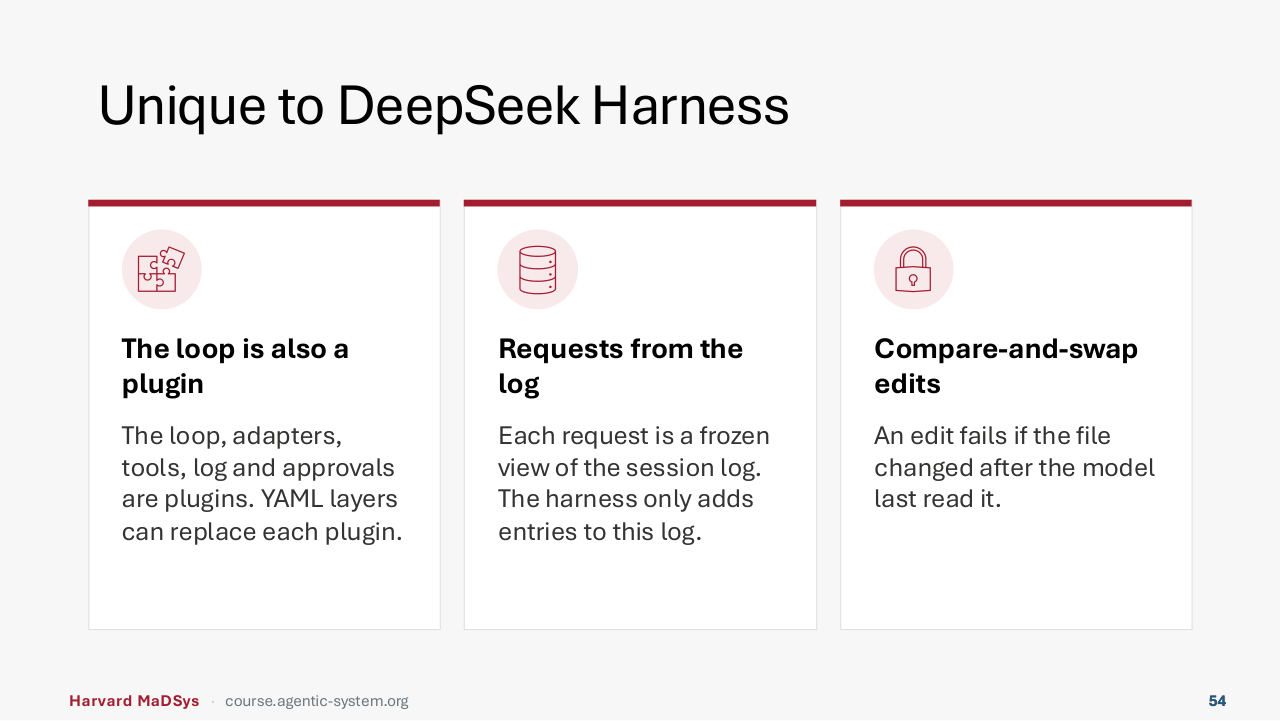 Unique to DeepSeek Harness
The loop is also a
plugin
The loop, adapters,
tools, log and approvals
are plugins. YAML layers
can replace each plugin.
Requests from the
log
Each request is a frozen
view of the session log.
The harness only adds
entries to this log.
Compare-and-swap
edits
An edit fails if the file
changed after the model
last read it.
Harvard MaDSys · course.agentic-system.org
54